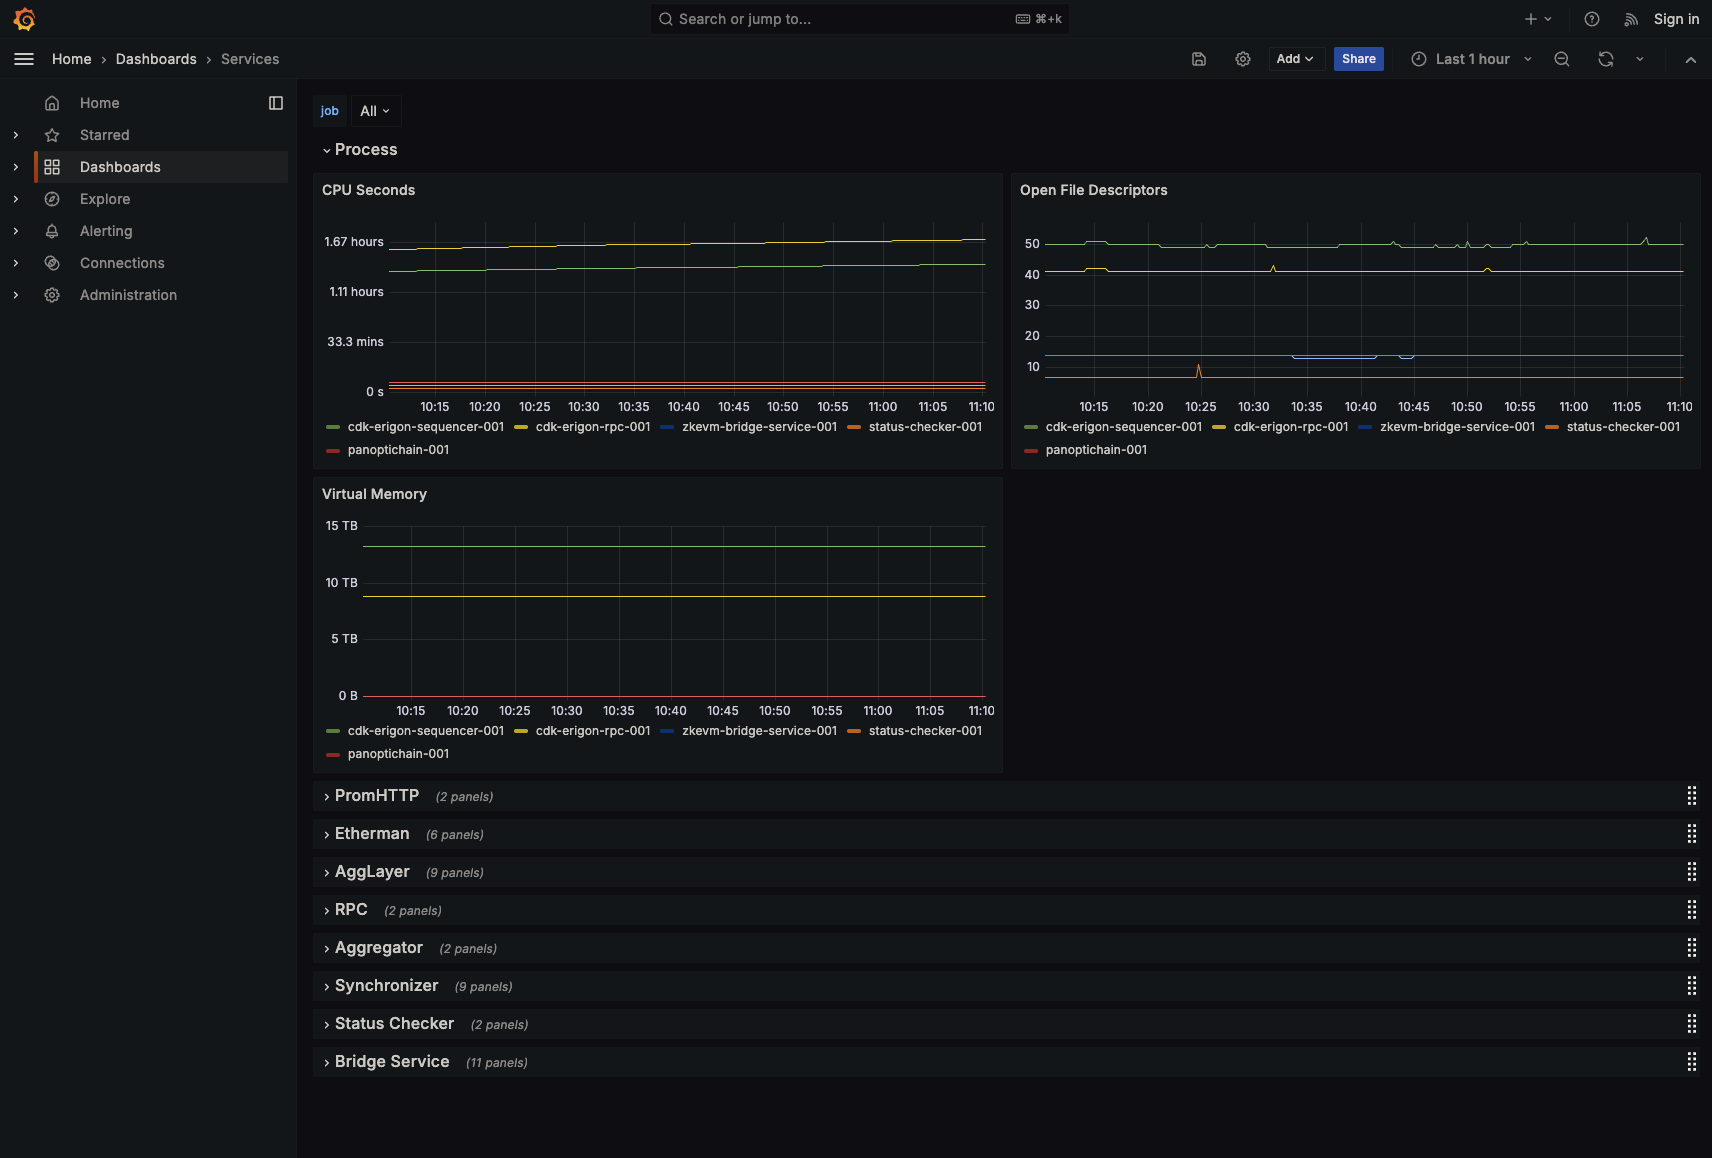 Search or jump to... ⌘+k
Sign in
Home › Dashboards › Services
Add
Share
Last 1 hour
Home
Starred
Dashboards
Explore
Alerting
Connections
Administration
job All
Process
CPU Seconds
1.67 hours
1.11 hours
33.3 mins
0 s
10:15 10:20 10:25 10:30 10:35 10:40 10:45 10:50 10:55 11:00 11:05 11:10
cdk-erigon-sequencer-001 cdk-erigon-rpc-001 zkevm-bridge-service-001 status-checker-001
panoptichain-001
Open File Descriptors
50
40
30
20
10
10:15 10:20 10:25 10:30 10:35 10:40 10:45 10:50 10:55 11:00 11:05 11:10
cdk-erigon-sequencer-001 cdk-erigon-rpc-001 zkevm-bridge-service-001 status-checker-001
panoptichain-001
Virtual Memory
15 TB
10 TB
5 TB
0 B
10:15 10:20 10:25 10:30 10:35 10:40 10:45 10:50 10:55 11:00 11:05 11:10
cdk-erigon-sequencer-001 cdk-erigon-rpc-001 zkevm-bridge-service-001 status-checker-001
panoptichain-001
PromHTTP (2 panels)
Etherman (6 panels)
AggLayer (9 panels)
RPC (2 panels)
Aggregator (2 panels)
Synchronizer (9 panels)
Status Checker (2 panels)
Bridge Service (11 panels)